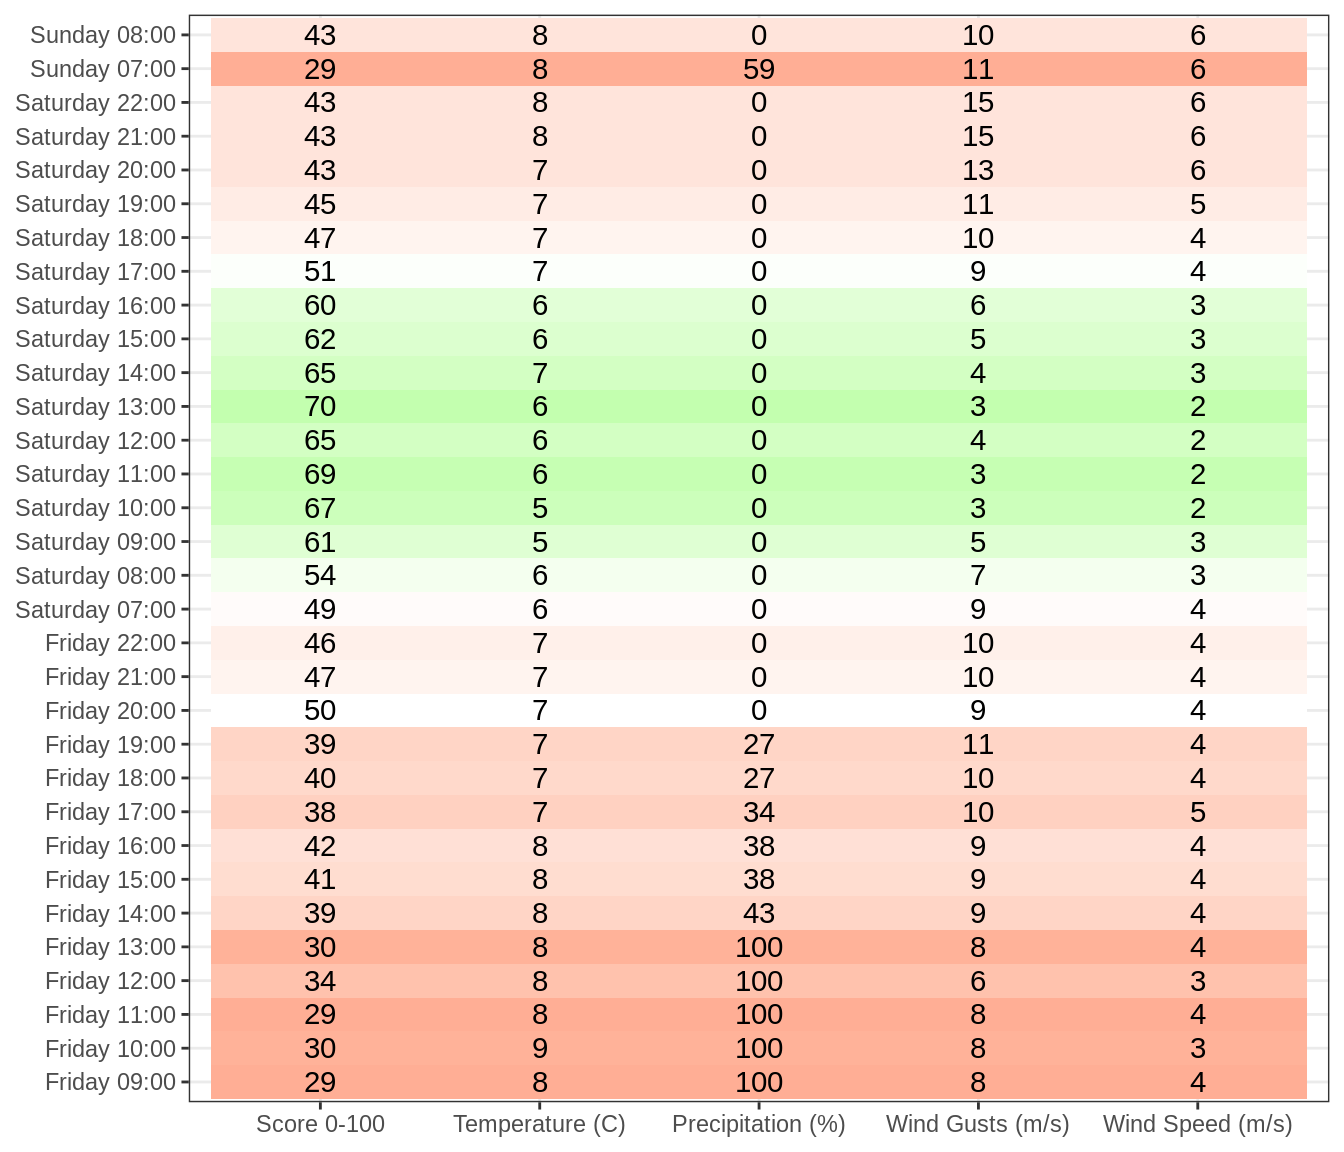 Sunday 08:00 43 8 0 10 6
Sunday 07:00 29 8 59 11 6
Saturday 22:00 43 8 0 15 6
Saturday 21:00 43 8 0 15 6
Saturday 20:00 43 7 0 13 6
Saturday 19:00 45 7 0 11 5
Saturday 18:00 47 7 0 10 4
Saturday 17:00 51 7 0 9 4
Saturday 16:00 60 6 0 6 3
Saturday 15:00 62 6 0 5 3
Saturday 14:00 65 7 0 4 3
Saturday 13:00 70 6 0 3 2
Saturday 12:00 65 6 0 4 2
Saturday 11:00 69 6 0 3 2
Saturday 10:00 67 5 0 3 2
Saturday 09:00 61 5 0 5 3
Saturday 08:00 54 6 0 7 3
Saturday 07:00 49 6 0 9 4
Friday 22:00 46 7 0 10 4
Friday 21:00 47 7 0 10 4
Friday 20:00 50 7 0 9 4
Friday 19:00 39 7 27 11 4
Friday 18:00 40 7 27 10 4
Friday 17:00 38 7 34 10 5
Friday 16:00 42 8 38 9 4
Friday 15:00 41 8 38 9 4
Friday 14:00 39 8 43 9 4
Friday 13:00 30 8 100 8 4
Friday 12:00 34 8 100 6 3
Friday 11:00 29 8 100 8 4
Friday 10:00 30 9 100 8 3
Friday 09:00 29 8 100 8 4
Score 0-100 Temperature (C) Precipitation (%) Wind Gusts (m/s) Wind Speed (m/s)